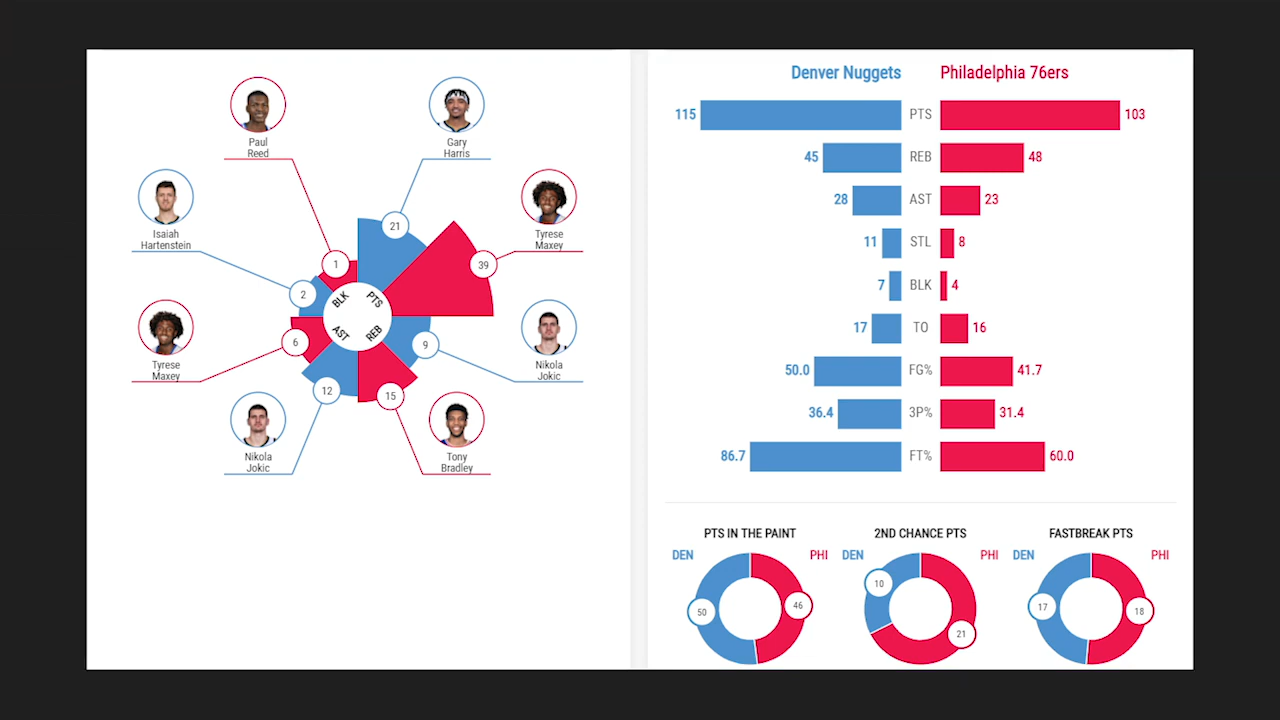 Paul
Reed
Gary
Harris
Isaiah
Hartenstein
Tyrese
Maxey
21
1
39
2
BLK
PTS
AST
REB
6
9
Tyrese
Maxey
Nikola
Jokic
12
15
Nikola
Jokic
Tony
Bradley
Denver Nuggets
Philadelphia 76ers
115 PTS 103
45 REB 48
28 AST 23
11 STL 8
7 BLK 4
17 TO 16
50.0 FG% 41.7
36.4 3P% 31.4
86.7 FT% 60.0
PTS IN THE PAINT
DEN PHI
50 46
2ND CHANCE PTS
DEN PHI
10 21
FASTBREAK PTS
DEN PHI
17 18